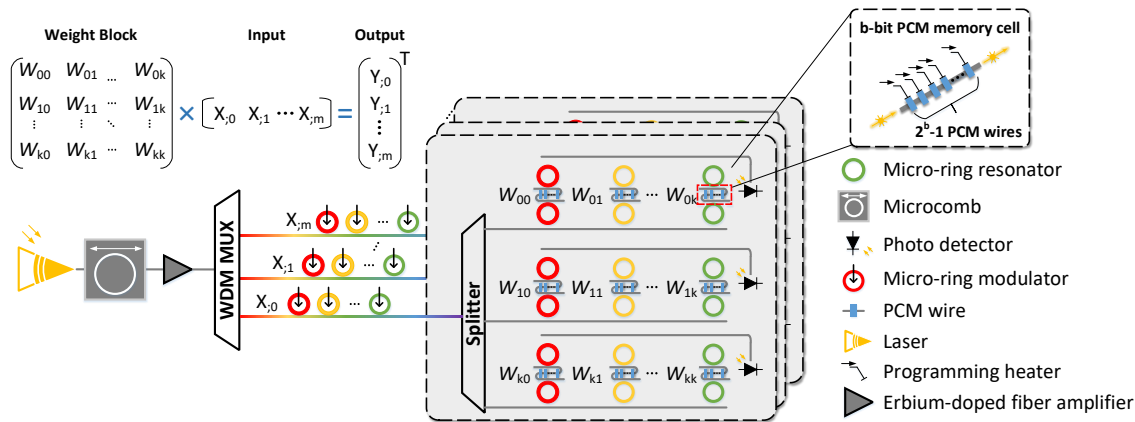 Weight Block
Input
Output
W00 W01 ... W0k
W10 W11 ... W1k
⋮ ⋮ ⋱ ⋮
Wk0 Wk1 ... Wkk
×
X;0 X;1 ··· X;m
=
Y;0
Y;1
⋮
Y;m
T
b-bit PCM memory cell
2^b-1 PCM wires
WDM MUX
X;m ...
X;1 ...
X;0 ...
Splitter
W00 W01 ··· W0k
W10 W11 ··· W1k
Wk0 Wk1 ··· Wkk
Micro-ring resonator
Microcomb
Photo detector
Micro-ring modulator
PCM wire
Laser
Programming heater
Erbium-doped fiber amplifier